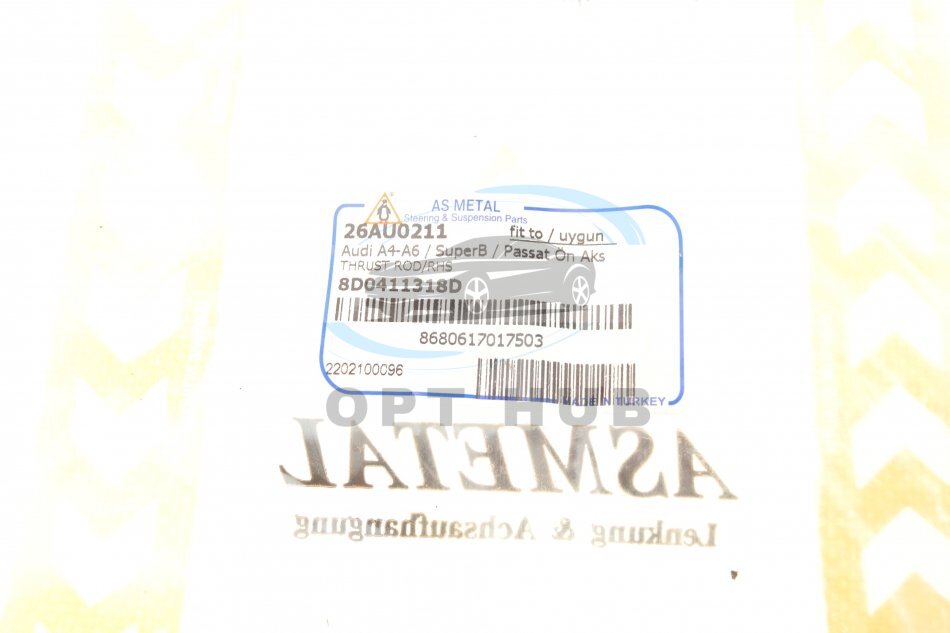 AS METAL
Steering & Suspension Parts
26AU0211 fit to / uygun
Audi A4-A6 / SuperB / Passat Ön Aks
THRUST ROD/RHS
8D0411318D
8680617017503
2202100096
MADE IN TURKEY
OPT HUB
ASMETAL
Lenkung & Achsaufhangung